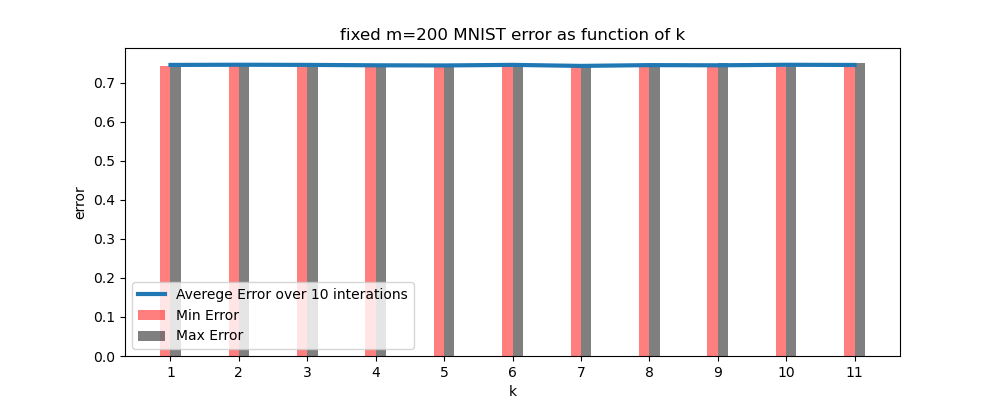 fixed m=200 MNIST error as function of k
error
0.7
0.6
0.5
0.4
0.3
0.2
0.1
0.0
Averege Error over 10 interations
Min Error
Max Error
1 2 3 4 5 6 7 8 9 10 11
k